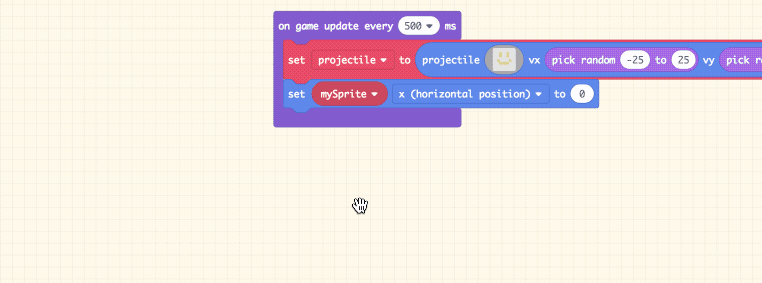 on game update every 500 ms
set projectile to projectile vx pick random -25 to 25 vy pick r
set mySprite x (horizontal position) to 0